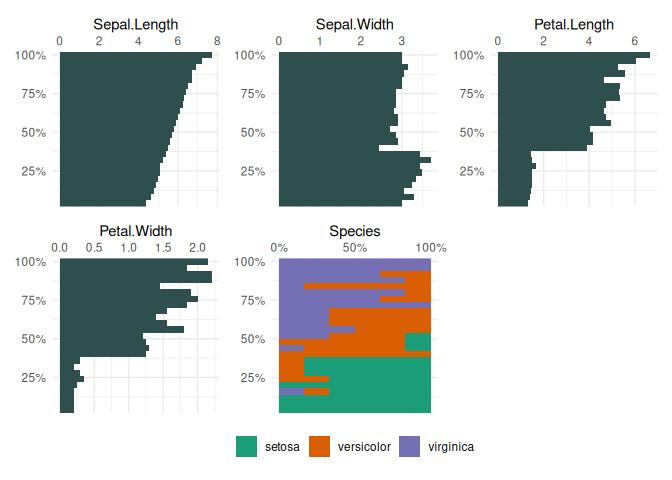 Sepal.Length
0 2 4 6 8
100%
75%
50%
25%
Sepal.Width
0 1 2 3
100%
75%
50%
25%
Petal.Length
0 2 4 6
100%
75%
50%
25%
Petal.Width
0.0 0.5 1.0 1.5 2.0
100%
75%
50%
25%
Species
0% 50% 100%
100%
75%
50%
25%
setosa versicolor virginica